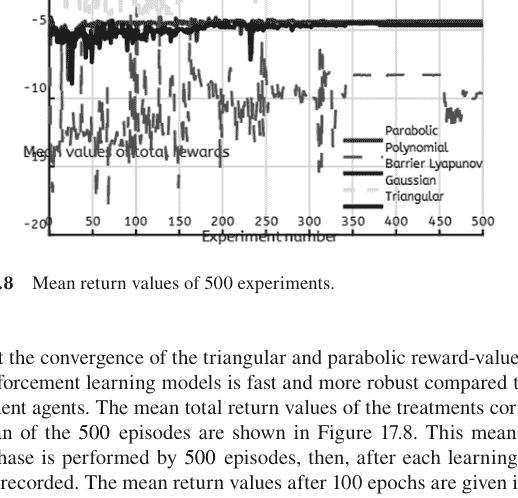 -5
-10
Parabolic
Polynomial
Mean values of total rewards
Barrier Lyapunov
Gaussian
Triangular
-20
0 50 100 150 200 250 300 350 400 450 500
Experiment number
.8 Mean return values of 500 experiments.
t the convergence of the triangular and parabolic reward-value
forcement learning models is fast and more robust compared t
ent agents. The mean total return values of the treatments cor
an of the 500 episodes are shown in Figure 17.8. This mean
hase is performed by 500 episodes, then, after each learning
recorded. The mean return values after 100 epochs are given i